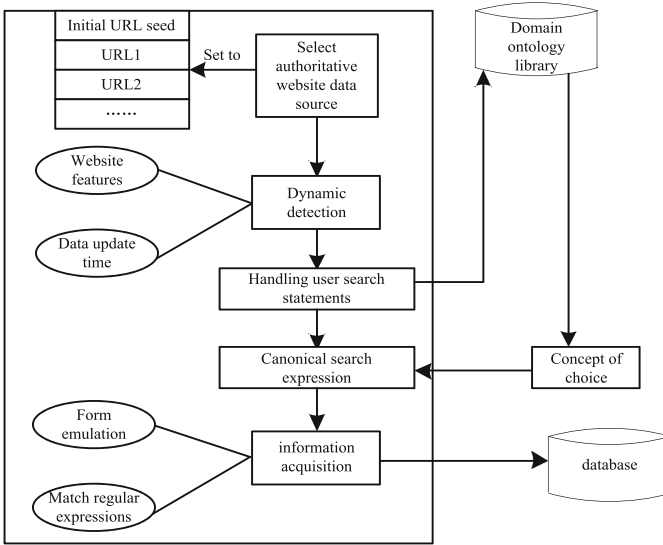 Initial URL seed
URL1
URL2
……
Set to
Select
authoritative
website data
source
Domain
ontology
library
Website
features
Dynamic
detection
Data update
time
Handling user search
statements
Canonical search
expression
Concept of
choice
Form
emulation
information
acquisition
database
Match regular
expressions